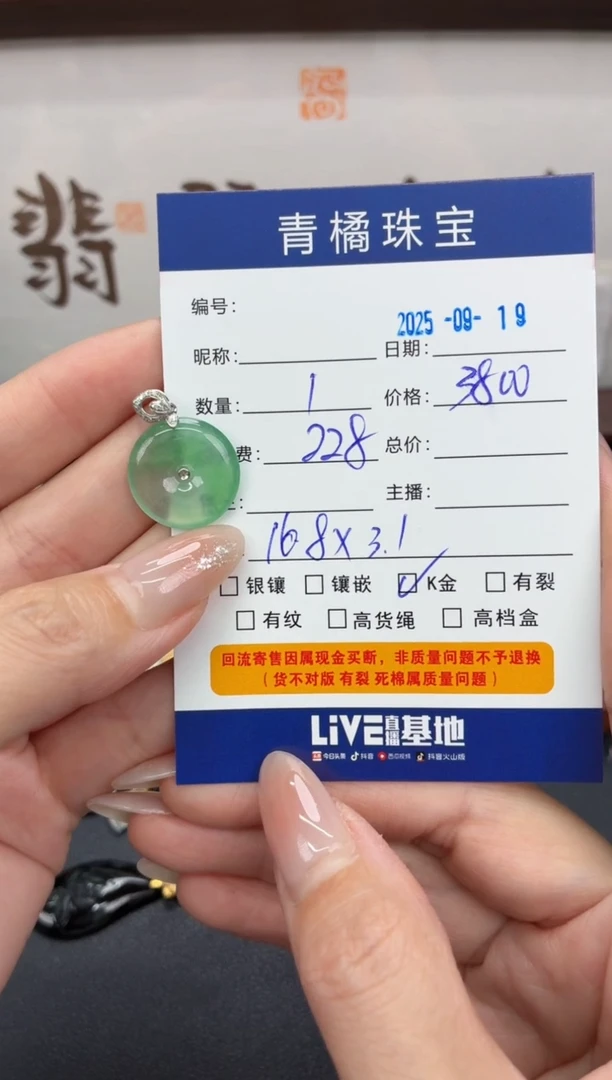 翡
青橘珠宝
编号：
2025-09-19
昵称： 日期：
数量：1 价格：3800
费：228 总价：
主播：
16.8x3.1
银镶 镶嵌 K金 有裂
有纹 高货绳 高档盒
回流寄售因属现金买断，非质量问题不予退换
（货不对版 有裂 死棉属质量问题）
LiVE直播基地
今日头条 抖音 西瓜视频 抖音火山版